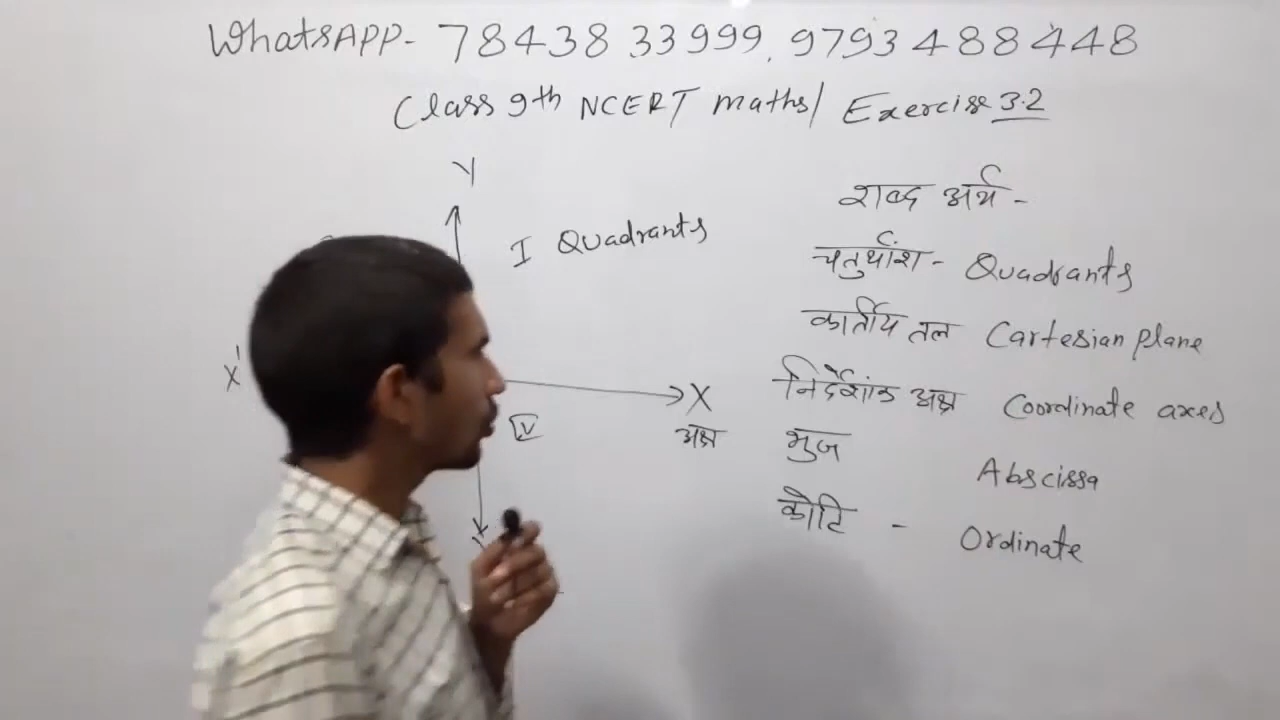 WhatsAPP- 78438 33999, 9793 488448
Class 9th NCERT maths/ Exercise 3.2
Y
I Quadrants
X'
X
अक्ष
IV
शब्द अर्थ -
चतुर्थांश - Quadrants
कार्तीय तल Cartesian plane
निर्देशांक अक्ष Coordinate axes
भुज Abscissa
कोटि - Ordinate